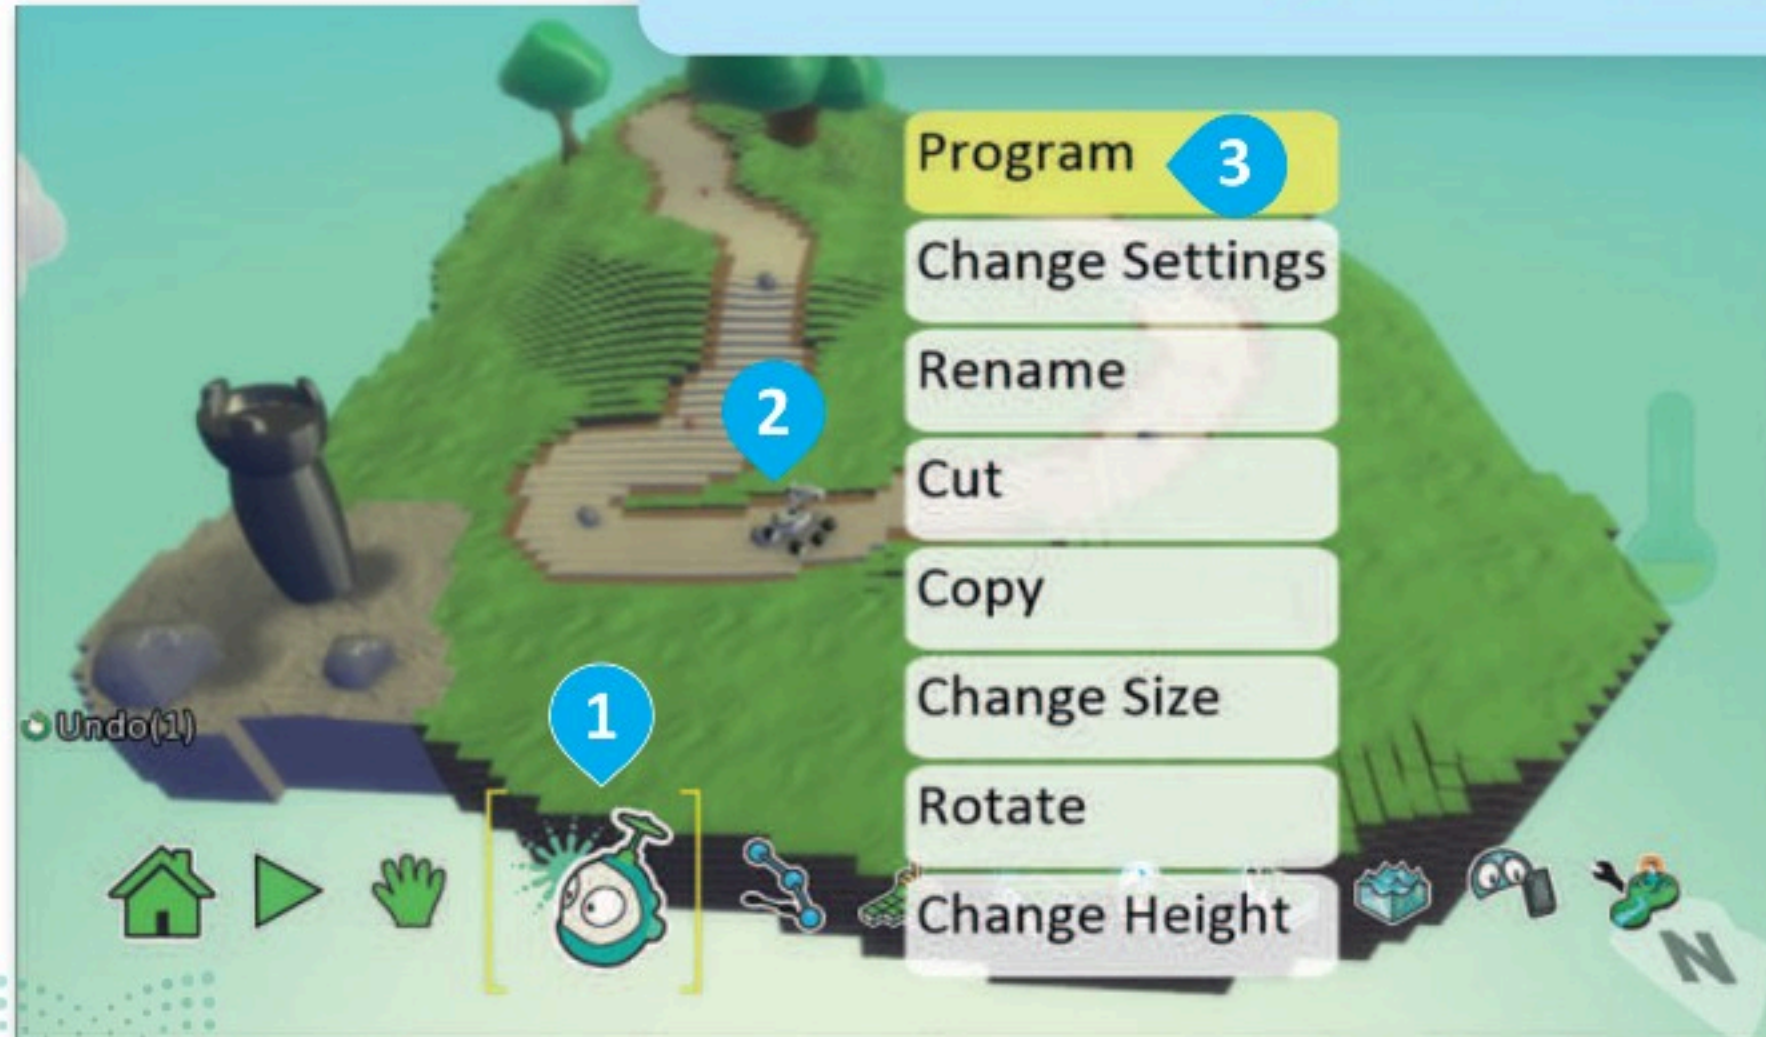 Program
3
Change Settings
Rename
2
Cut
Copy
Change Size
1
Undo(1)
Rotate
Change Height
N